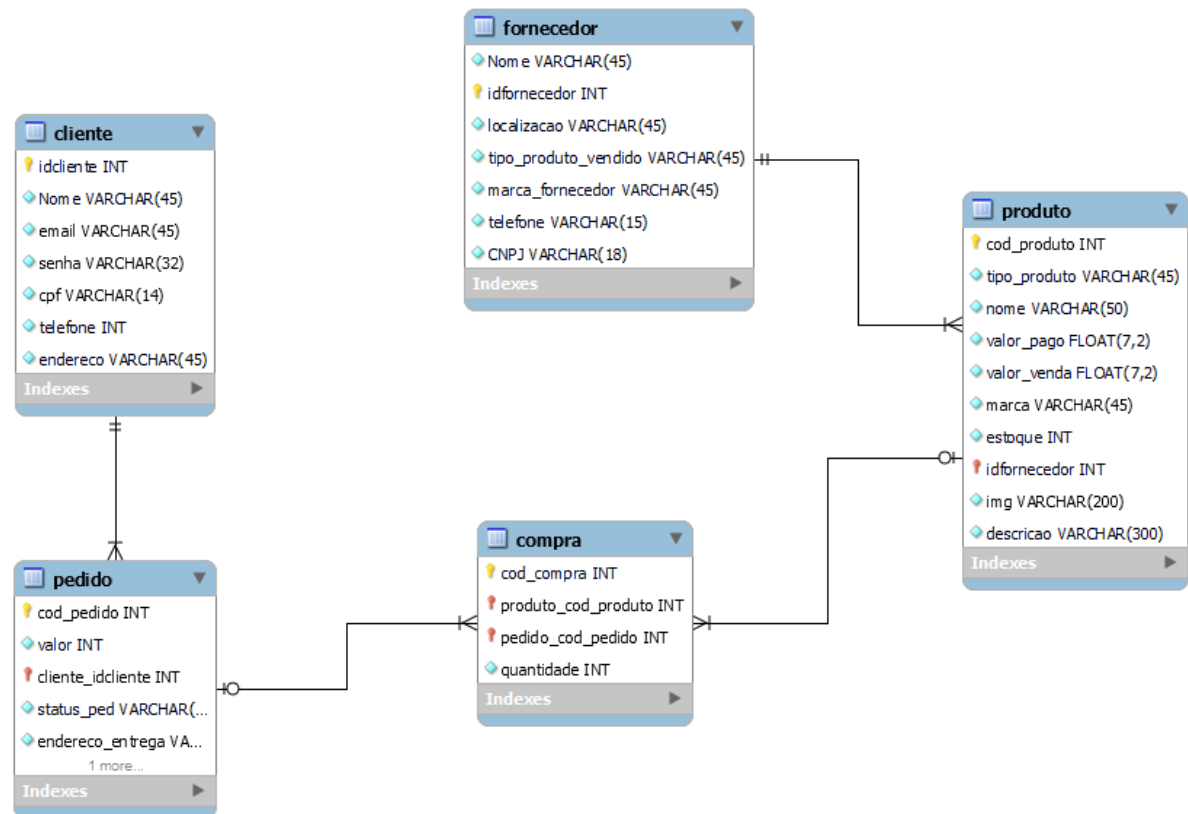 fornecedor
Nome VARCHAR(45)
idfornecedor INT
localizacao VARCHAR(45)
tipo_produto_vendido VARCHAR(45)
marca_fornecedor VARCHAR(45)
telefone VARCHAR(15)
CNPJ VARCHAR(18)
Indexes
cliente
idcliente INT
Nome VARCHAR(45)
email VARCHAR(45)
senha VARCHAR(32)
cpf VARCHAR(14)
telefone INT
endereco VARCHAR(45)
Indexes
produto
cod_produto INT
tipo_produto VARCHAR(45)
nome VARCHAR(50)
valor_pago FLOAT(7,2)
valor_venda FLOAT(7,2)
marca VARCHAR(45)
estoque INT
idfornecedor INT
img VARCHAR(200)
descricao VARCHAR(300)
Indexes
compra
cod_compra INT
produto_cod_produto INT
pedido_cod_pedido INT
quantidade INT
Indexes
pedido
cod_pedido INT
valor INT
cliente_idcliente INT
status_ped VARCHAR(...
endereco_entrega VA...
1 more...
Indexes